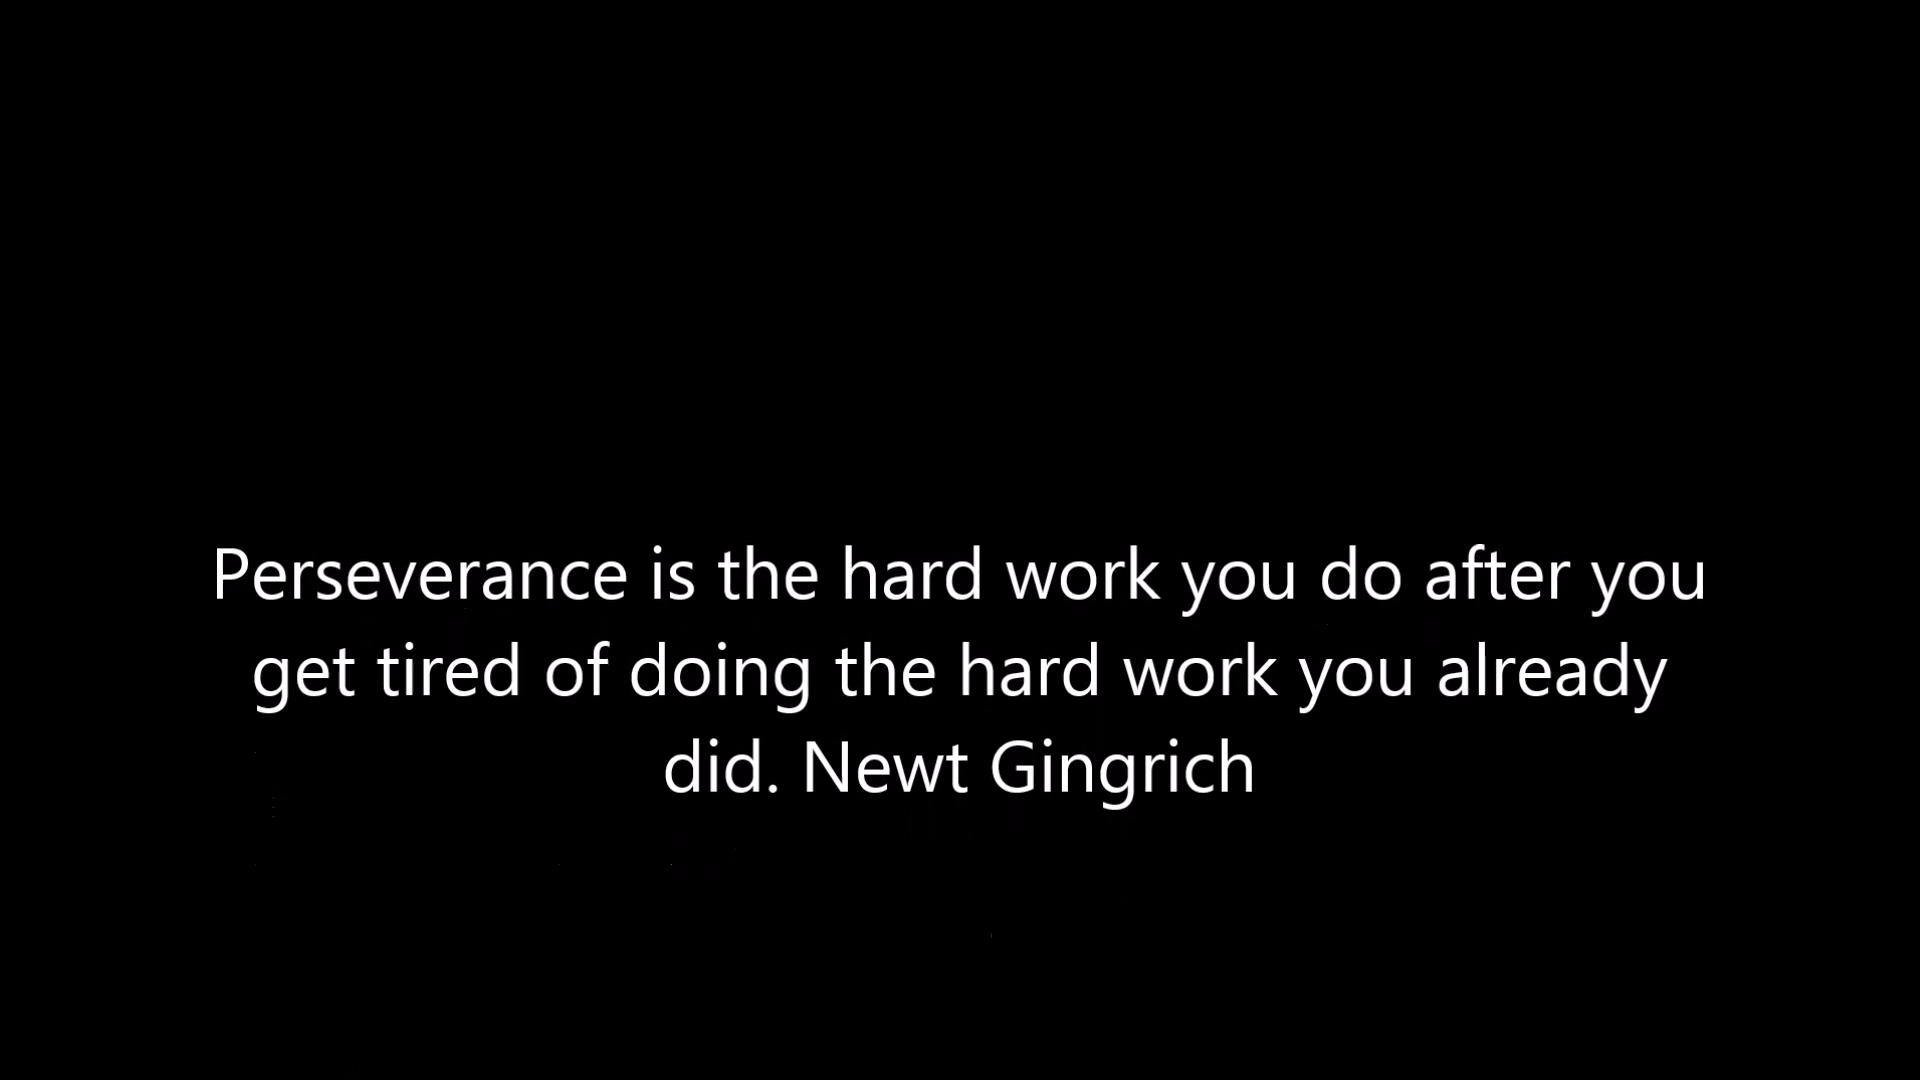 Perseverance is the hard work you do after you
get tired of doing the hard work you already
did. Newt Gingrich